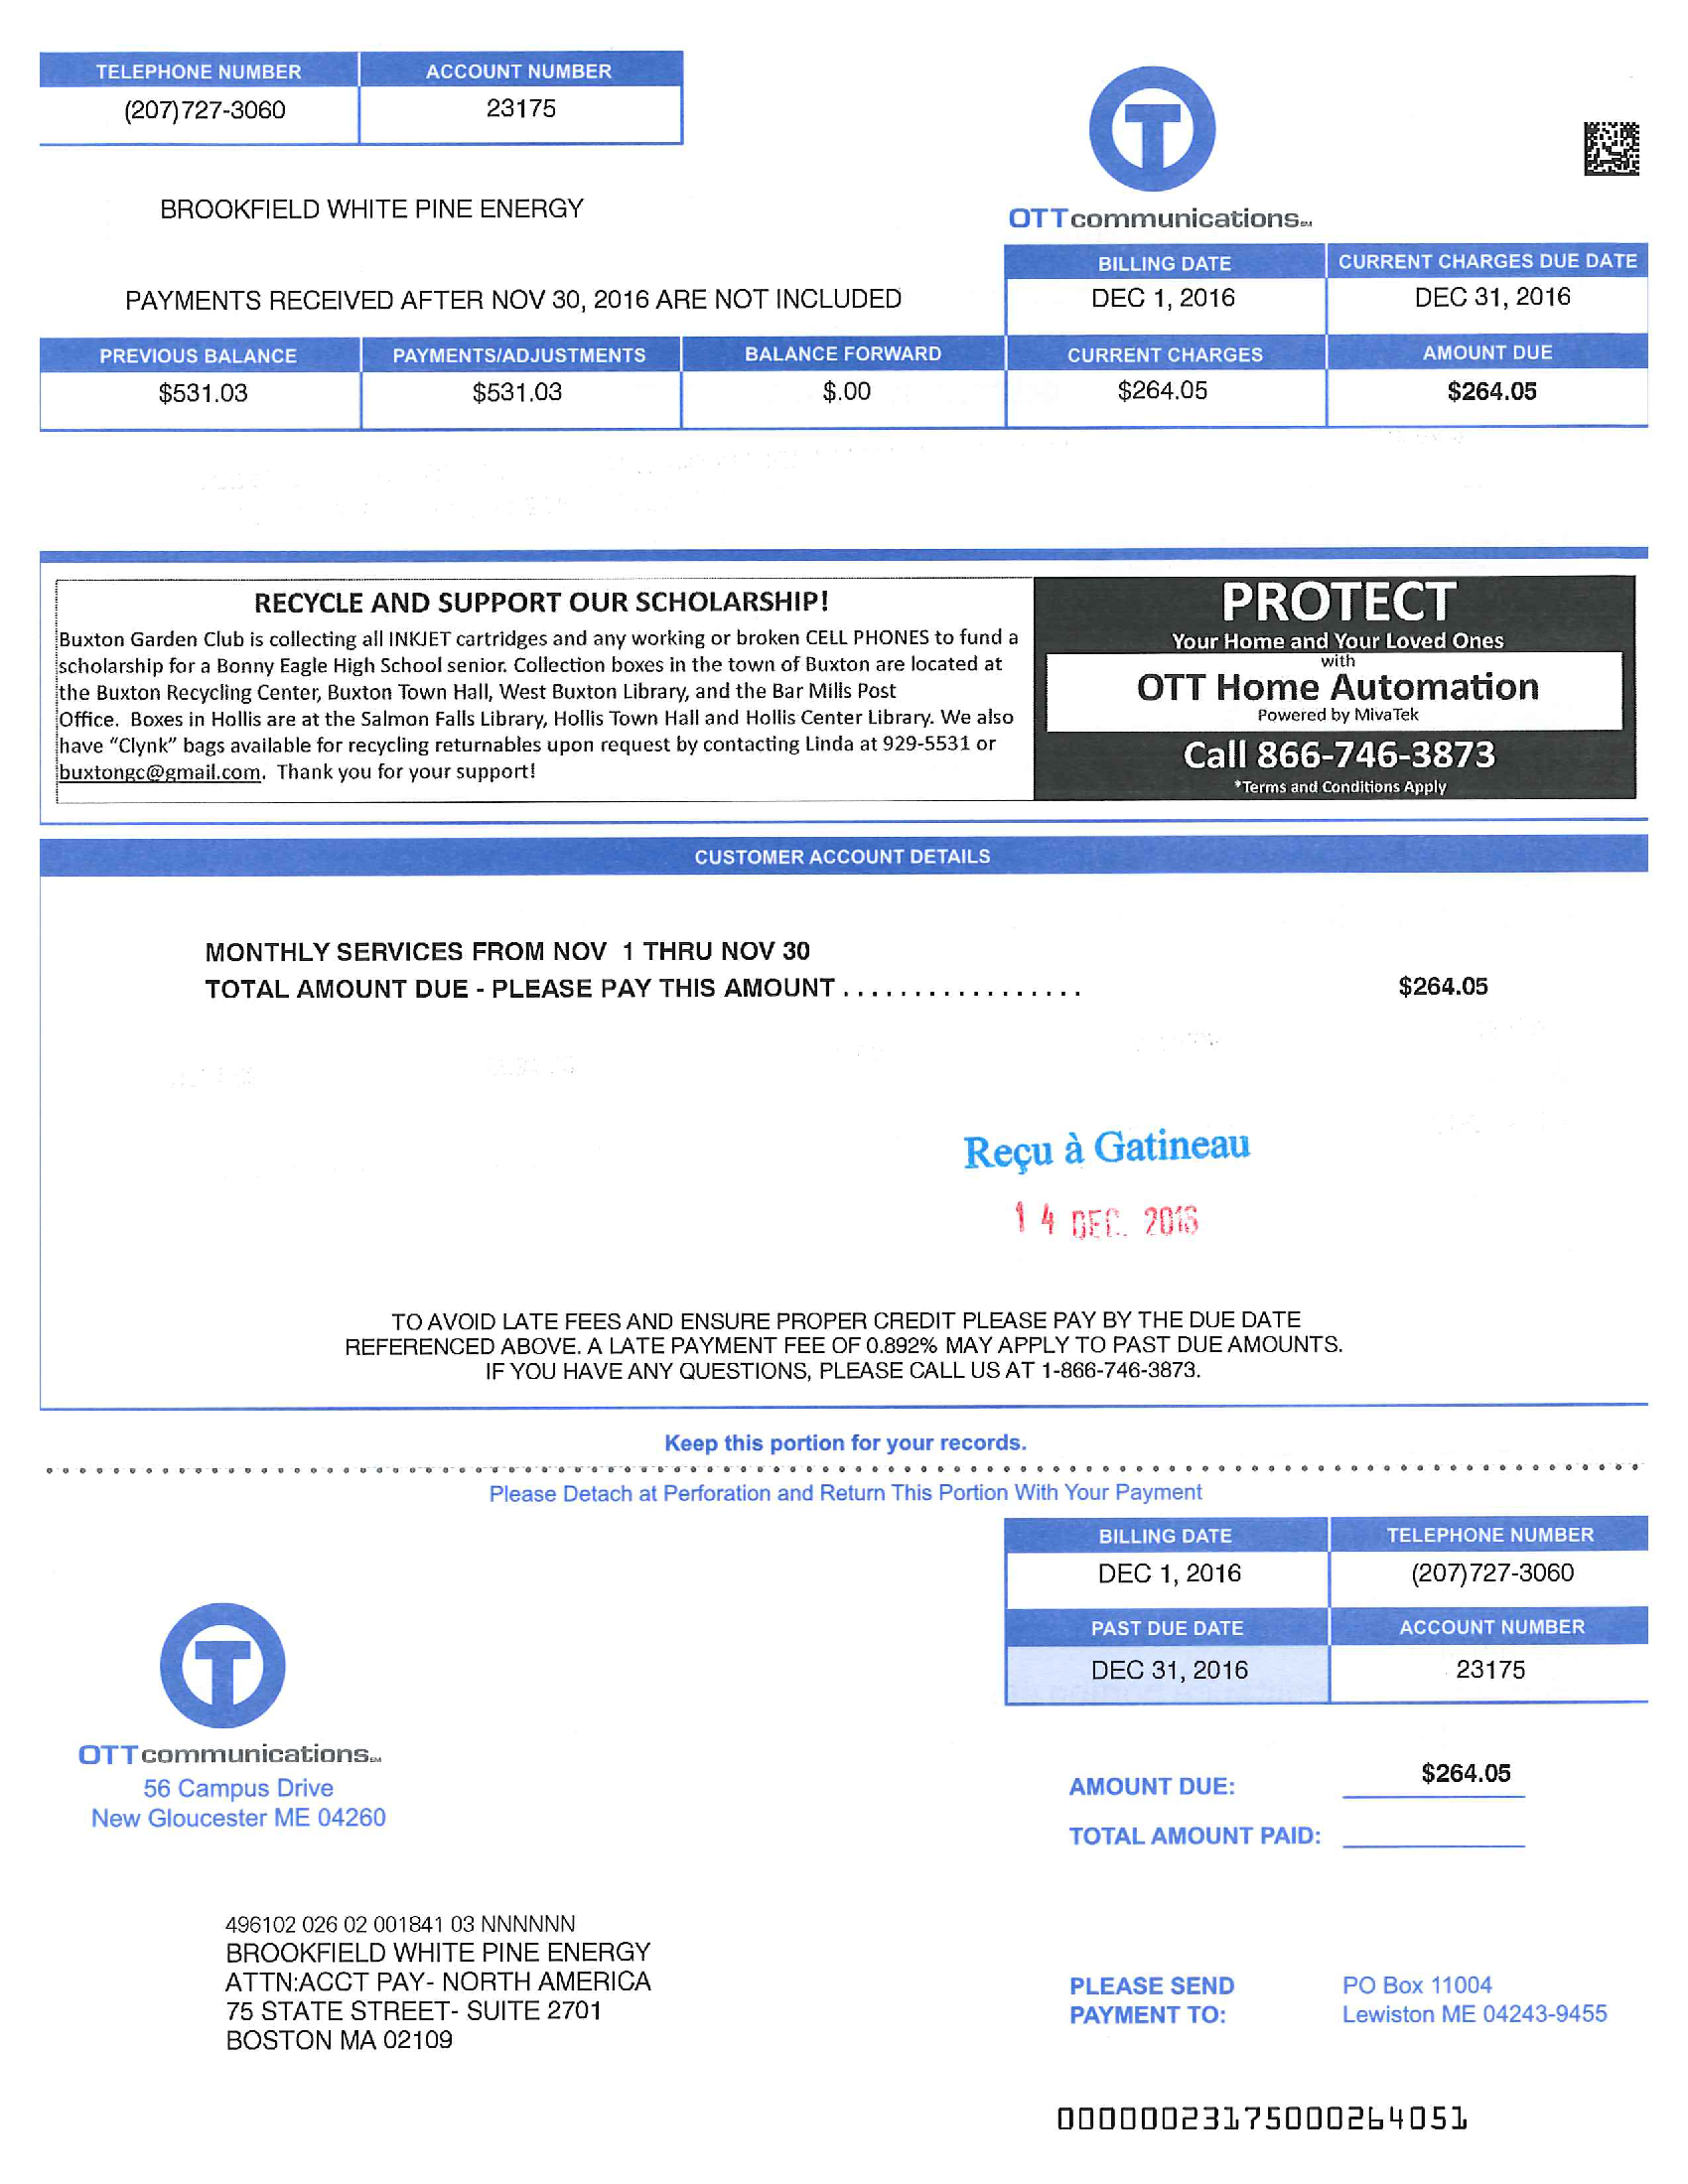 TELEPHONE NUMBER ACCOUNT NUMBER
(207)727-3060 23175
BROOKFIELD WHITE PINE ENERGY
T
OTTcommunications
BILLING DATE CURRENT CHARGES DUE DATE
PAYMENTS RECEIVED AFTER NOV 30, 2016 ARE NOT INCLUDED DEC 1, 2016 DEC 31, 2016
PREVIOUS BALANCE PAYMENTS/ADJUSTMENTS BALANCE FORWARD CURRENT CHARGES AMOUNT DUE
$531.03 $531.03 $.00 $264.05 $264.05
RECYCLE AND SUPPORT OUR SCHOLARSHIP!
Buxton Garden Club is collecting all INKJET cartridges and any working or broken CELL PHONES to fund a
scholarship for a Bonny Eagle High School senior. Collection boxes in the town of Buxton are located at
the Buxton Recycling Center, Buxton Town Hall, West Buxton Library, and the Bar Mills Post
Office. Boxes in Hollis are at the Salmon Falls Library, Hollis Town Hall and Hollis Center Library. We also
have "Clynk" bags available for recycling returnables upon request by contacting Linda at 929-5531 or
buxtongc@gmail.com. Thank you for your support!
PROTECT
Your Home and Your Loved Ones
with
OTT Home Automation
Powered by MivaTek
Call 866-746-3873
*Terms and Conditions Apply
CUSTOMER ACCOUNT DETAILS
MONTHLY SERVICES FROM NOV 1 THRU NOV 30
TOTAL AMOUNT DUE - PLEASE PAY THIS AMOUNT . . . . . . . . . . . . . . . . . $264.05
Reçu à Gatineau
14 DEC. 2016
TO AVOID LATE FEES AND ENSURE PROPER CREDIT PLEASE PAY BY THE DUE DATE
REFERENCED ABOVE. A LATE PAYMENT FEE OF 0.892% MAY APPLY TO PAST DUE AMOUNTS.
IF YOU HAVE ANY QUESTIONS, PLEASE CALL US AT 1-866-746-3873.
Keep this portion for your records.
Please Detach at Perforation and Return This Portion With Your Payment
BILLING DATE TELEPHONE NUMBER
DEC 1, 2016 (207)727-3060
PAST DUE DATE ACCOUNT NUMBER
DEC 31, 2016 23175
T
OTTcommunications
56 Campus Drive
New Gloucester ME 04260
AMOUNT DUE: $264.05
TOTAL AMOUNT PAID:
496102 026 02 001841 03 NNNNNN
BROOKFIELD WHITE PINE ENERGY
ATTN:ACCT PAY- NORTH AMERICA
75 STATE STREET- SUITE 2701
BOSTON MA 02109
PLEASE SEND PO Box 11004
PAYMENT TO: Lewiston ME 04243-9455
000000023175000264051